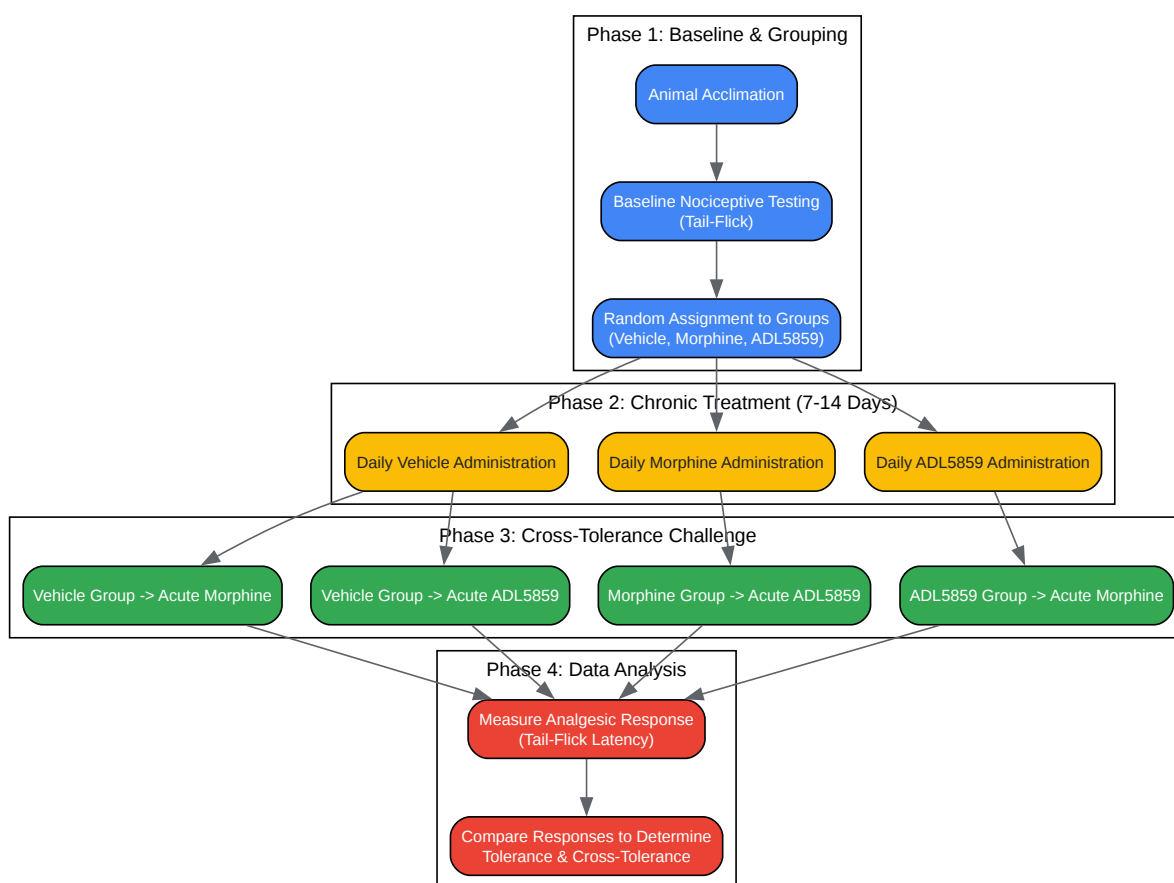 Phase 1: Baseline & Grouping
Animal Acclimation
Baseline Nociceptive Testing
(Tail-Flick)
Random Assignment to Groups
(Vehicle, Morphine, ADL5859)
Phase 2: Chronic Treatment (7-14 Days)
Daily Vehicle Administration
Daily Morphine Administration
Daily ADL5859 Administration
Phase 3: Cross-Tolerance Challenge
Vehicle Group -> Acute Morphine
Vehicle Group -> Acute ADL5859
Morphine Group -> Acute ADL5859
ADL5859 Group -> Acute Morphine
Phase 4: Data Analysis
Measure Analgesic Response
(Tail-Flick Latency)
Compare Responses to Determine
Tolerance & Cross-Tolerance